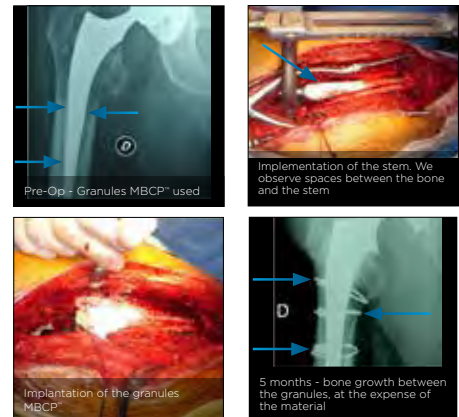 D
Pre-Op - Granules MBCP™ used
Implementation of the stem. We
observe spaces between the bone
and the stem
Implantation of the granules
MBCP™
D
5 months - bone growth between
the granules, at the expense of
the material